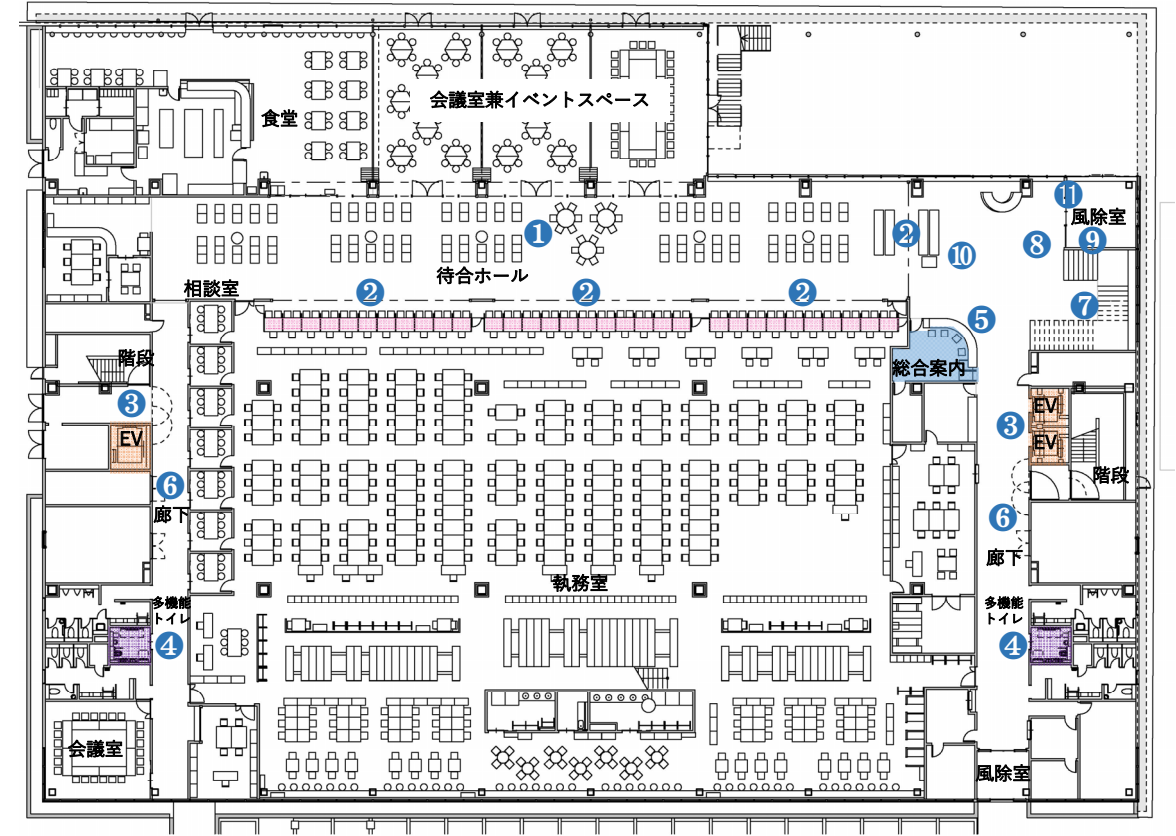 会議室兼イベントスペース
食堂
⑪
風除室
❶
❷
❽
❾
❿
待合ホール
相談室
❷
❷
❷
❼
❺
階段
総合案内
❸
EV
❸
EV
EV
階段
❻
廊下
❻
廊下
執務室
多機能
トイレ
❹
多機能
トイレ
❹
会議室
風除室